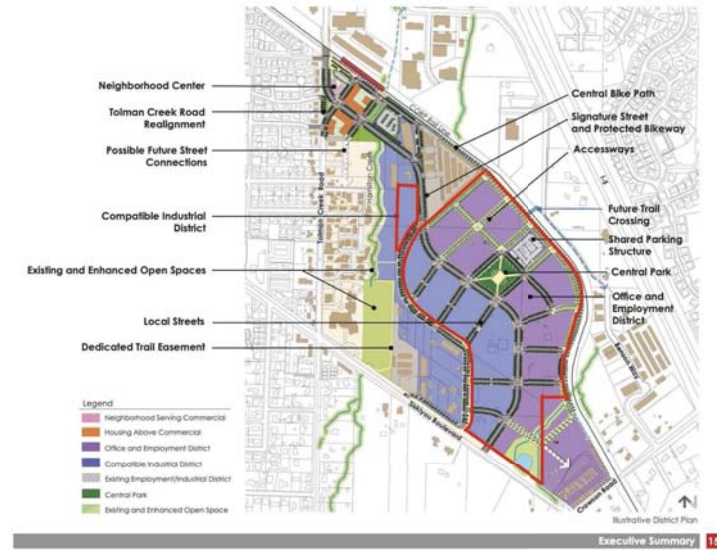 Neighborhood Center
Tolman Creek Road
Realignment
Possible Future Street
Connections
Compatible Industrial
District
Existing and Enhanced Open Spaces
Local Streets
Dedicated Trail Easement
Central Bike Path
Signature Street
and Protected Bikeway
Accessways
Future Trail
Crossing
Shared Parking
Structure
Central Park
Office and
Employment
District
Tolman Creek Road
Hamilton Creek
I-5
Siskiyou Boulevard
Crowson Road
Legend
Neighborhood Serving Commercial
Housing Above Commercial
Office and Employment District
Compatible Industrial District
Existing Employment/Industrial District
Central Park
Existing and Enhanced Open Space
N
Illustrative District Plan
Executive Summary 15